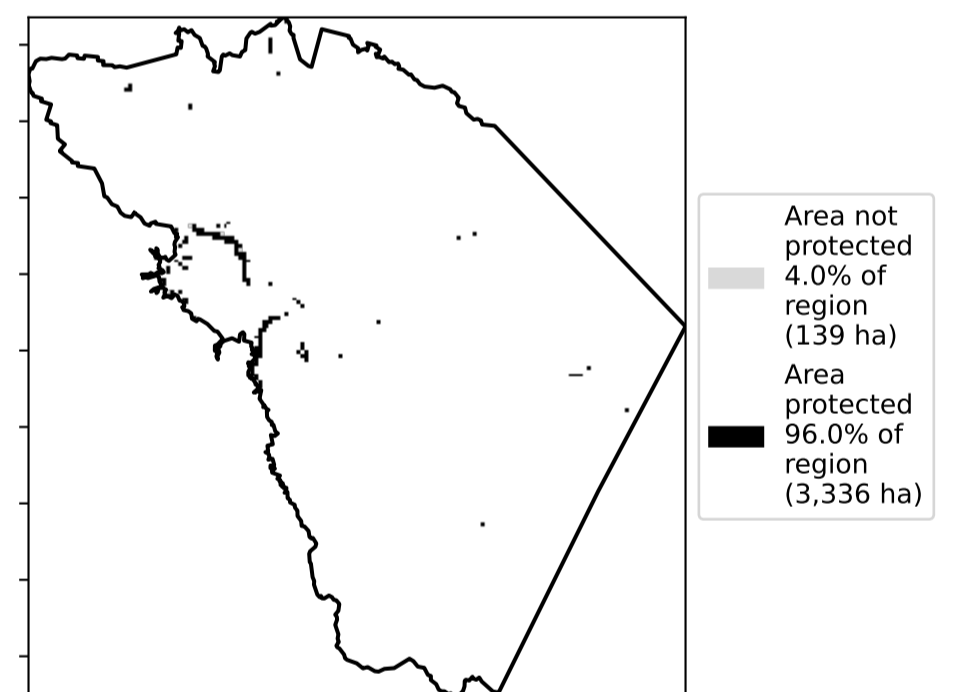 Area not
protected
4.0% of
region
(139 ha)
Area
protected
96.0% of
region
(3,336 ha)